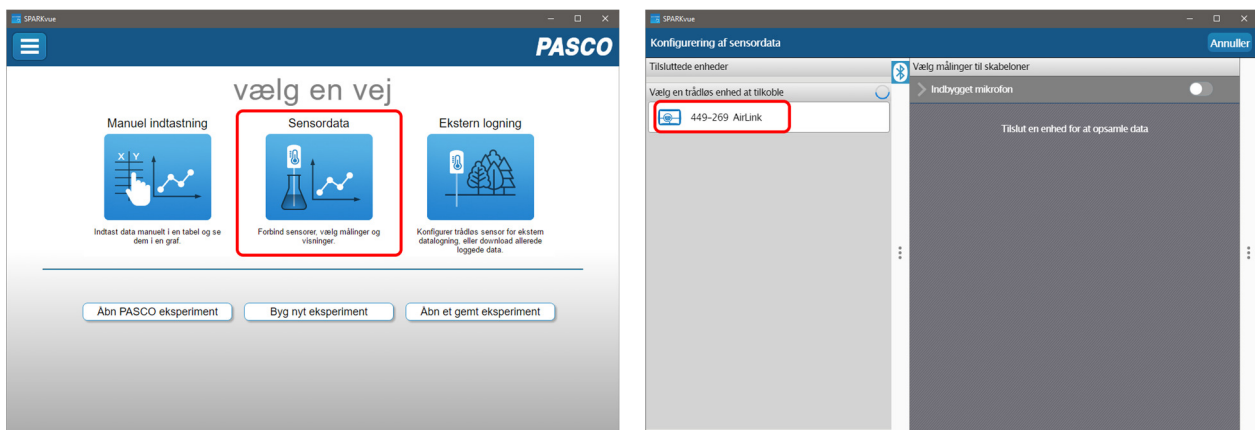 SPARKvue
PASCO
vælg en vej
Manuel indtastning
Sensordata
Ekstern logning
X Y
Indtast data manuelt i en tabel og se
dem i en graf.
Forbind sensorer, vælg målinger og
visninger.
Konfigurer trådløs sensor for ekstern
datalogning, eller download allerede
loggede data.
Åbn PASCO eksperiment
Byg nyt eksperiment
Åbn et gemt eksperiment
SPARKvue
Konfigurering af sensordata
Annuller
Tilsluttede enheder
Vælg en trådløs enhed at tilkoble
449-269 AirLink
Vælg målinger til skabeloner
Indbygget mikrofon
Tilslut en enhed for at opsamle data